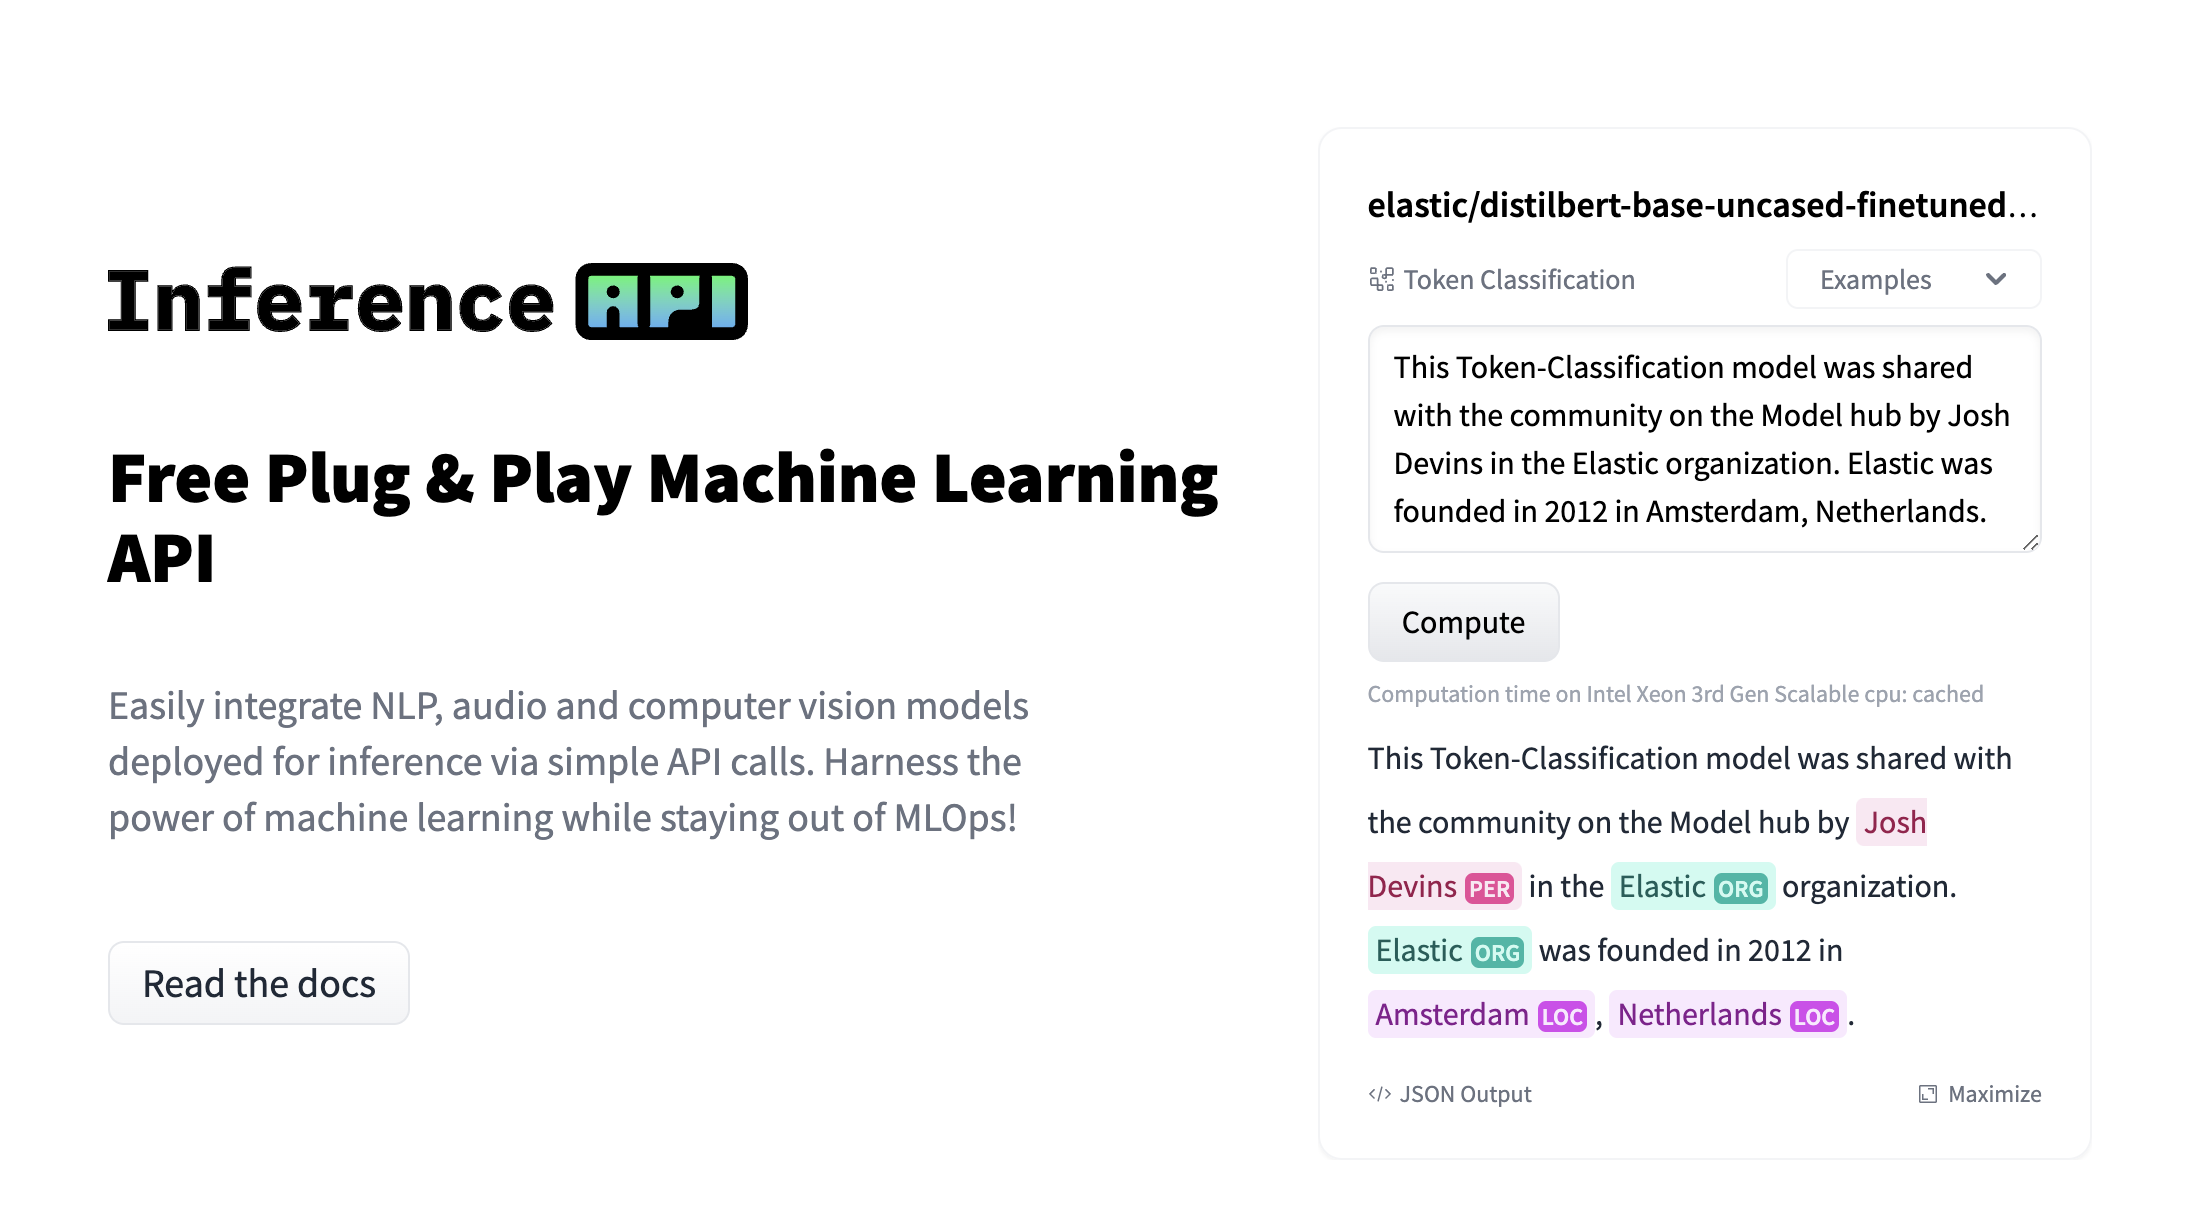 Inference API
Free Plug & Play Machine Learning
API
Easily integrate NLP, audio and computer vision models
deployed for inference via simple API calls. Harness the
power of machine learning while staying out of MLOps!
Read the docs
elastic/distilbert-base-uncased-finetuned...
Token Classification
Examples
This Token-Classification model was shared
with the community on the Model hub by Josh
Devins in the Elastic organization. Elastic was
founded in 2012 in Amsterdam, Netherlands.
Compute
Computation time on Intel Xeon 3rd Gen Scalable cpu: cached
This Token-Classification model was shared with
the community on the Model hub by Josh
Devins PER in the Elastic ORG organization.
Elastic ORG was founded in 2012 in
Amsterdam LOC , Netherlands LOC .
</> JSON Output
Maximize